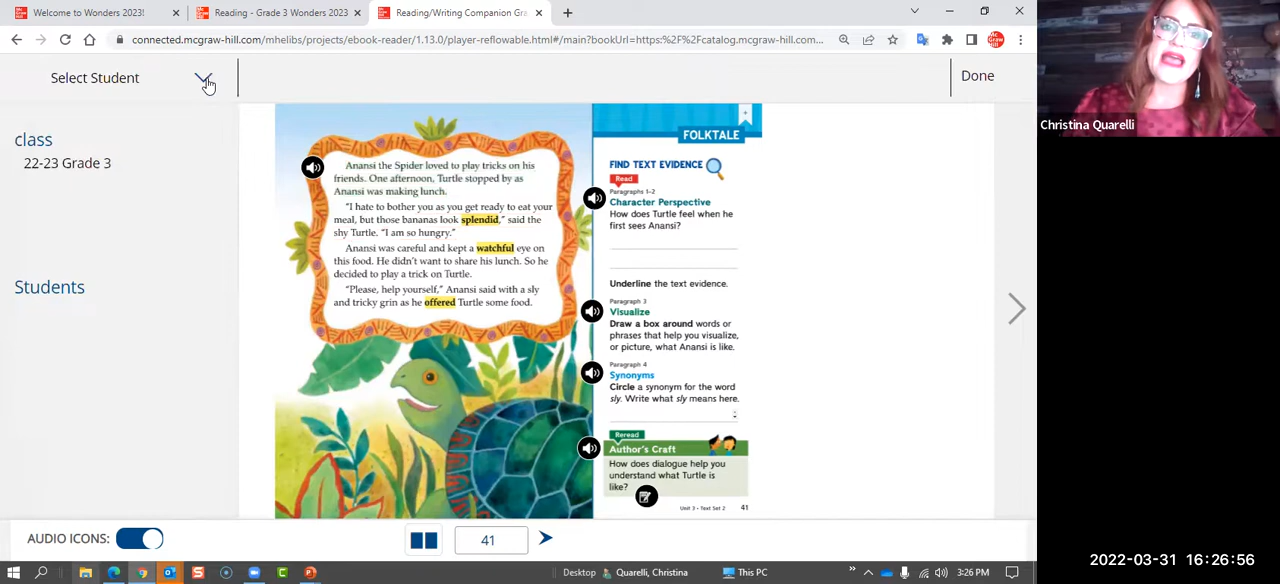 Welcome to Wonders 2023!
Reading - Grade 3 Wonders 2023
Reading/Writing Companion Gra
connected.mcgraw-hill.com/mhelibs/projects/ebook-reader/1.13.0/player-reflowable.html#/main?bookUrl=https:%2F%2Fcatalog.mcgraw-hill.com...
Select Student
Done
class
22-23 Grade 3
Students
Anansi the Spider loved to play tricks on his
friends. One afternoon, Turtle stopped by as
Anansi was making lunch.
"I hate to bother you as you get ready to eat your
meal, but those bananas look splendid," said the
shy Turtle. "I am so hungry."
Anansi was careful and kept a watchful eye on
this food. He didn't want to share his lunch. So he
decided to play a trick on Turtle.
"Please, help yourself," Anansi said with a sly
and tricky grin as he offered Turtle some food.
FOLKTALE
FIND TEXT EVIDENCE
Read
Paragraphs 1–2
Character Perspective
How does Turtle feel when he
first sees Anansi?
Underline the text evidence.
Paragraph 3
Visualize
Draw a box around words or
phrases that help you visualize,
or picture, what Anansi is like.
Paragraph 4
Synonyms
Circle a synonym for the word
sly. Write what sly means here.
Reread
Author's Craft
How does dialogue help you
understand what Turtle is
like?
Unit 3 · Text Set 2 41
AUDIO ICONS:
41
Desktop
Quarelli, Christina
This PC
3:26 PM
Christina Quarelli
2022-03-31 16:26:56